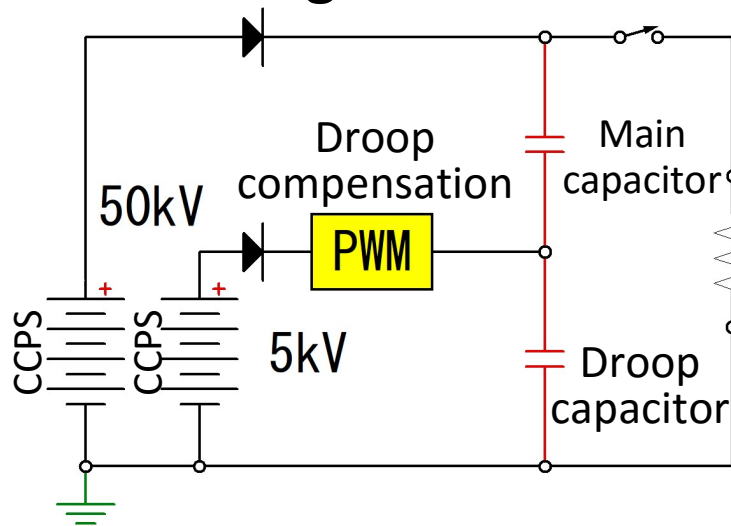 Droop
compensation
Main
capacitor
50kV
PWM
+
+
CCPS
CCPS
5kV
Droop
capacitor